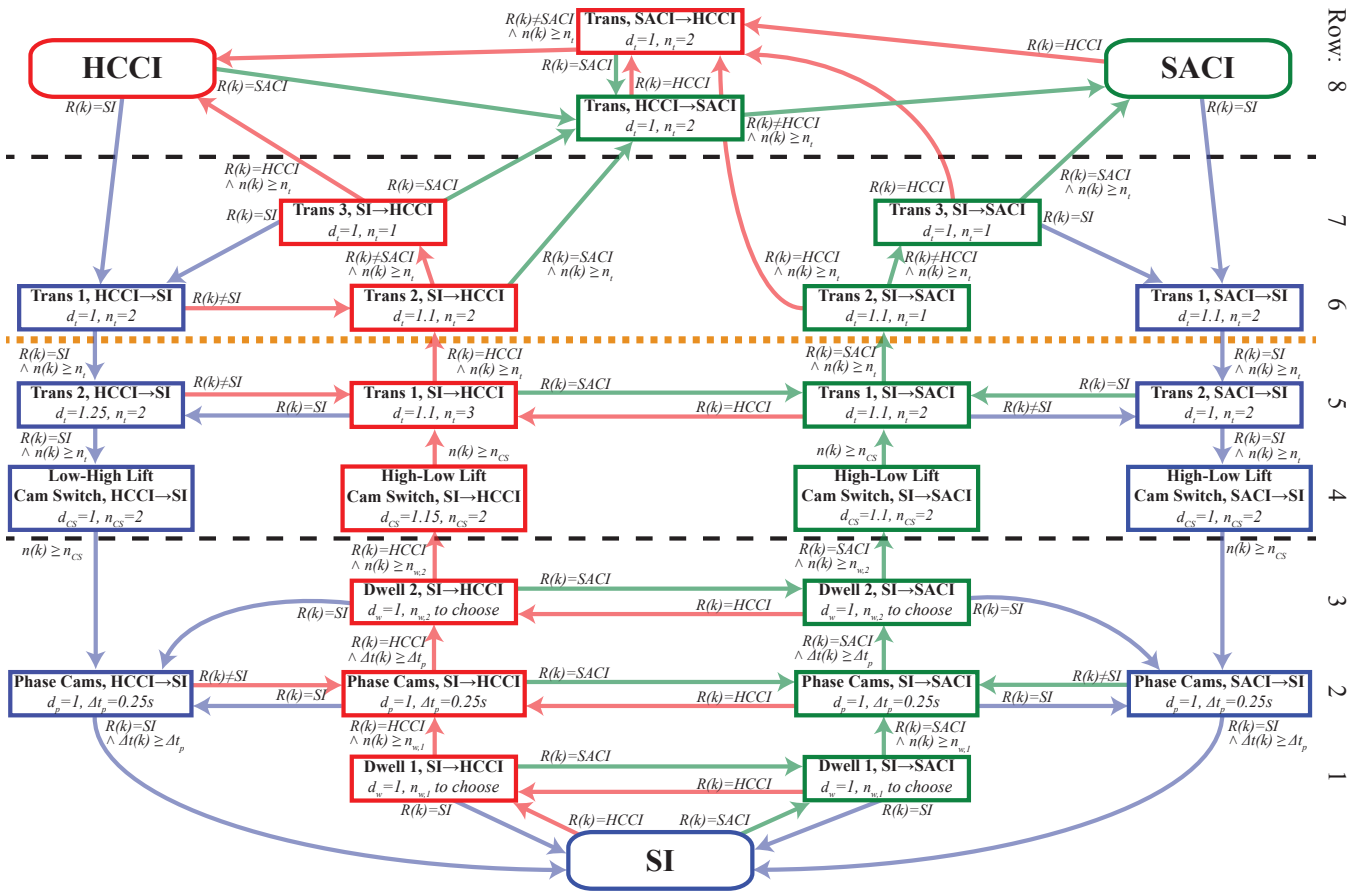 Row: 8
R(k)≠SACI
∧ n(k) ≥ n_t
Trans, SACI→HCCI
d_t=1, n_t=2
R(k)=HCCI
HCCI
R(k)=SACI
R(k)=SI
R(k)=SACI
R(k)=HCCI
Trans, HCCI→SACI
d_t=1, n_t=2
R(k)≠HCCI
∧ n(k) ≥ n_t
SACI
R(k)=SI
R(k)=HCCI
∧ n(k) ≥ n_t
R(k)=SACI
R(k)=HCCI
R(k)=SACI
∧ n(k) ≥ n_t
7
R(k)=SI
Trans 3, SI→HCCI
d_t=1, n_t=1
Trans 3, SI→SACI
d_t=1, n_t=1
R(k)=SI
R(k)≠SACI
∧ n(k) ≥ n_t
R(k)=SACI
∧ n(k) ≥ n_t
R(k)=HCCI
∧ n(k) ≥ n_t
R(k)≠HCCI
∧ n(k) ≥ n_t
6
Trans 1, HCCI→SI
d_t=1, n_t=2
R(k)≠SI
Trans 2, SI→HCCI
d_t=1.1, n_t=2
Trans 2, SI→SACI
d_t=1.1, n_t=1
Trans 1, SACI→SI
d_t=1.1, n_t=2
R(k)=SI
∧ n(k) ≥ n_t
R(k)=HCCI
∧ n(k) ≥ n_t
R(k)=SACI
∧ n(k) ≥ n_t
R(k)=SI
∧ n(k) ≥ n_t
5
Trans 2, HCCI→SI
d_t=1.25, n_t=2
R(k)≠SI
R(k)=SI
Trans 1, SI→HCCI
d_t=1.1, n_t=3
R(k)=SACI
R(k)=HCCI
Trans 1, SI→SACI
d_t=1.1, n_t=2
R(k)=SI
R(k)≠SI
Trans 2, SACI→SI
d_t=1, n_t=2
R(k)=SI
∧ n(k) ≥ n_t
n(k) ≥ n_CS
n(k) ≥ n_CS
R(k)=SI
∧ n(k) ≥ n_t
4
Low-High Lift
Cam Switch, HCCI→SI
d_CS=1, n_CS=2
High-Low Lift
Cam Switch, SI→HCCI
d_CS=1.15, n_CS=2
High-Low Lift
Cam Switch, SI→SACI
d_CS=1.1, n_CS=2
High-Low Lift
Cam Switch, SACI→SI
d_CS=1, n_CS=2
n(k) ≥ n_CS
R(k)=HCCI
∧ n(k) ≥ n_w,2
R(k)=SACI
∧ n(k) ≥ n_w,2
n(k) ≥ n_CS
3
R(k)=SI
Dwell 2, SI→HCCI
d_w=1, n_w,2 to choose
R(k)=SACI
R(k)=HCCI
Dwell 2, SI→SACI
d_w=1, n_w,2 to choose
R(k)=SI
R(k)=HCCI
∧ Δt(k) ≥ Δt_p
R(k)=SACI
∧ Δt(k) ≥ Δt_p
2
Phase Cams, HCCI→SI
d_p=1, Δt_p=0.25s
R(k)≠SI
R(k)=SI
Phase Cams, SI→HCCI
d_p=1, Δt_p=0.25s
R(k)=SACI
R(k)=HCCI
Phase Cams, SI→SACI
d_p=1, Δt_p=0.25s
R(k)≠SI
R(k)=SI
Phase Cams, SACI→SI
d_p=1, Δt_p=0.25s
R(k)=SI
∧ Δt(k) ≥ Δt_p
R(k)=HCCI
∧ n(k) ≥ n_w,1
R(k)=SACI
∧ n(k) ≥ n_w,1
R(k)=SI
∧ Δt(k) ≥ Δt_p
1
Dwell 1, SI→HCCI
d_w=1, n_w,1 to choose
R(k)=SACI
R(k)=HCCI
Dwell 1, SI→SACI
d_w=1, n_w,1 to choose
R(k)=SI
R(k)=HCCI
R(k)=SACI
R(k)=SI
SI